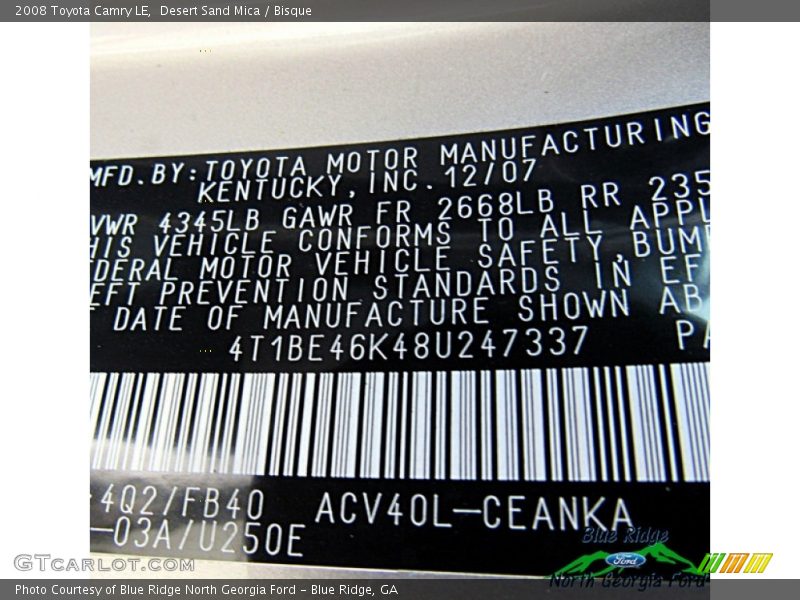 2008 Toyota Camry LE,  Desert Sand Mica / Bisque
MFD.BY:TOYOTA MOTOR MANUFACTURING
KENTUCKY,INC. 12/07
VWR 4345LB GAWR FR 2668LB RR 235
HIS VEHICLE CONFORMS TO ALL APPL
DERAL MOTOR VEHICLE SAFETY,BUM
EFT PREVENTION STANDARDS IN EF
DATE OF MANUFACTURE SHOWN AB
4T1BE46K48U247337 PA
:4Q2/FB40 ACV40L-CEANKA
-03A/U250E
Blue Ridge
Ford
North Georgia Ford
GTCARLOT.COM
Photo Courtesy of Blue Ridge North Georgia Ford - Blue Ridge, GA